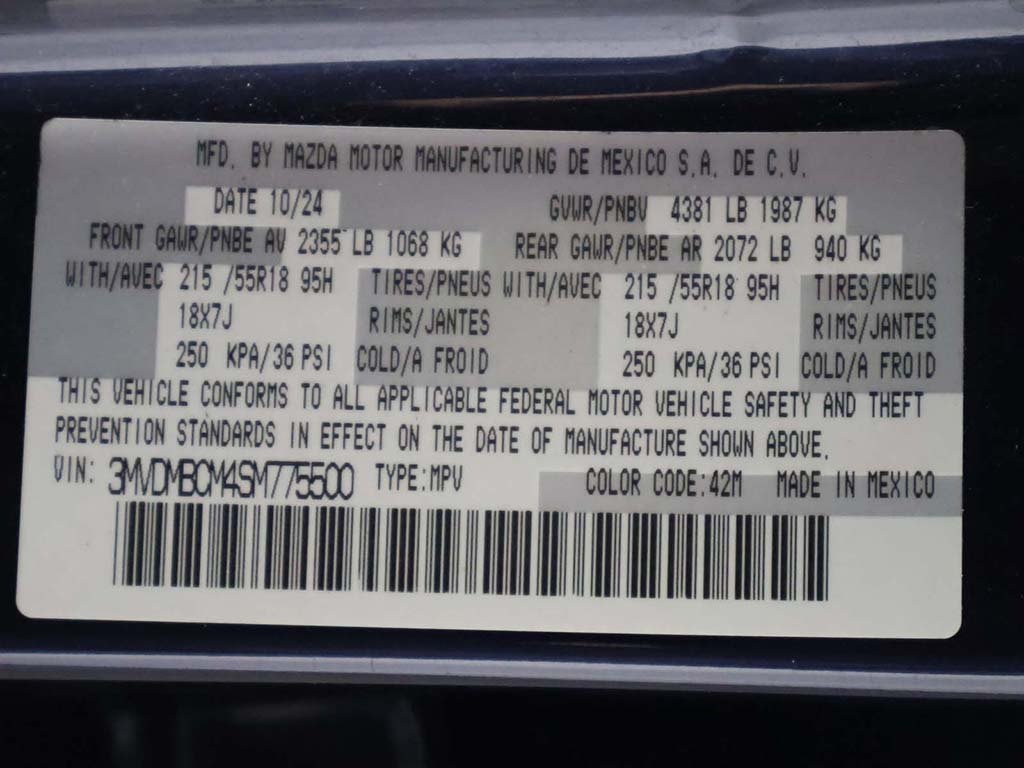 MFD. BY MAZDA MOTOR MANUFACTURING DE MEXICO S.A. DE C.V.
DATE 10/24 GVWR/PNBV 4381 LB 1987 KG
FRONT GAWR/PNBE AV 2355 LB 1068 KG REAR GAWR/PNBE AR 2072 LB 940 KG
WITH/AVEC 215 /55R18 95H TIRES/PNEUS WITH/AVEC 215 /55R18 95H TIRES/PNEUS
18X7J RIMS/JANTES 18X7J RIMS/JANTES
250 KPA/36 PSI COLD/A FROID 250 KPA/36 PSI COLD/A FROID
THIS VEHICLE CONFORMS TO ALL APPLICABLE FEDERAL MOTOR VEHICLE SAFETY AND THEFT
PREVENTION STANDARDS IN EFFECT ON THE DATE OF MANUFACTURE SHOWN ABOVE.
VIN: 3MVDMBCM4SM775500 TYPE:MPV COLOR CODE:42M MADE IN MEXICO